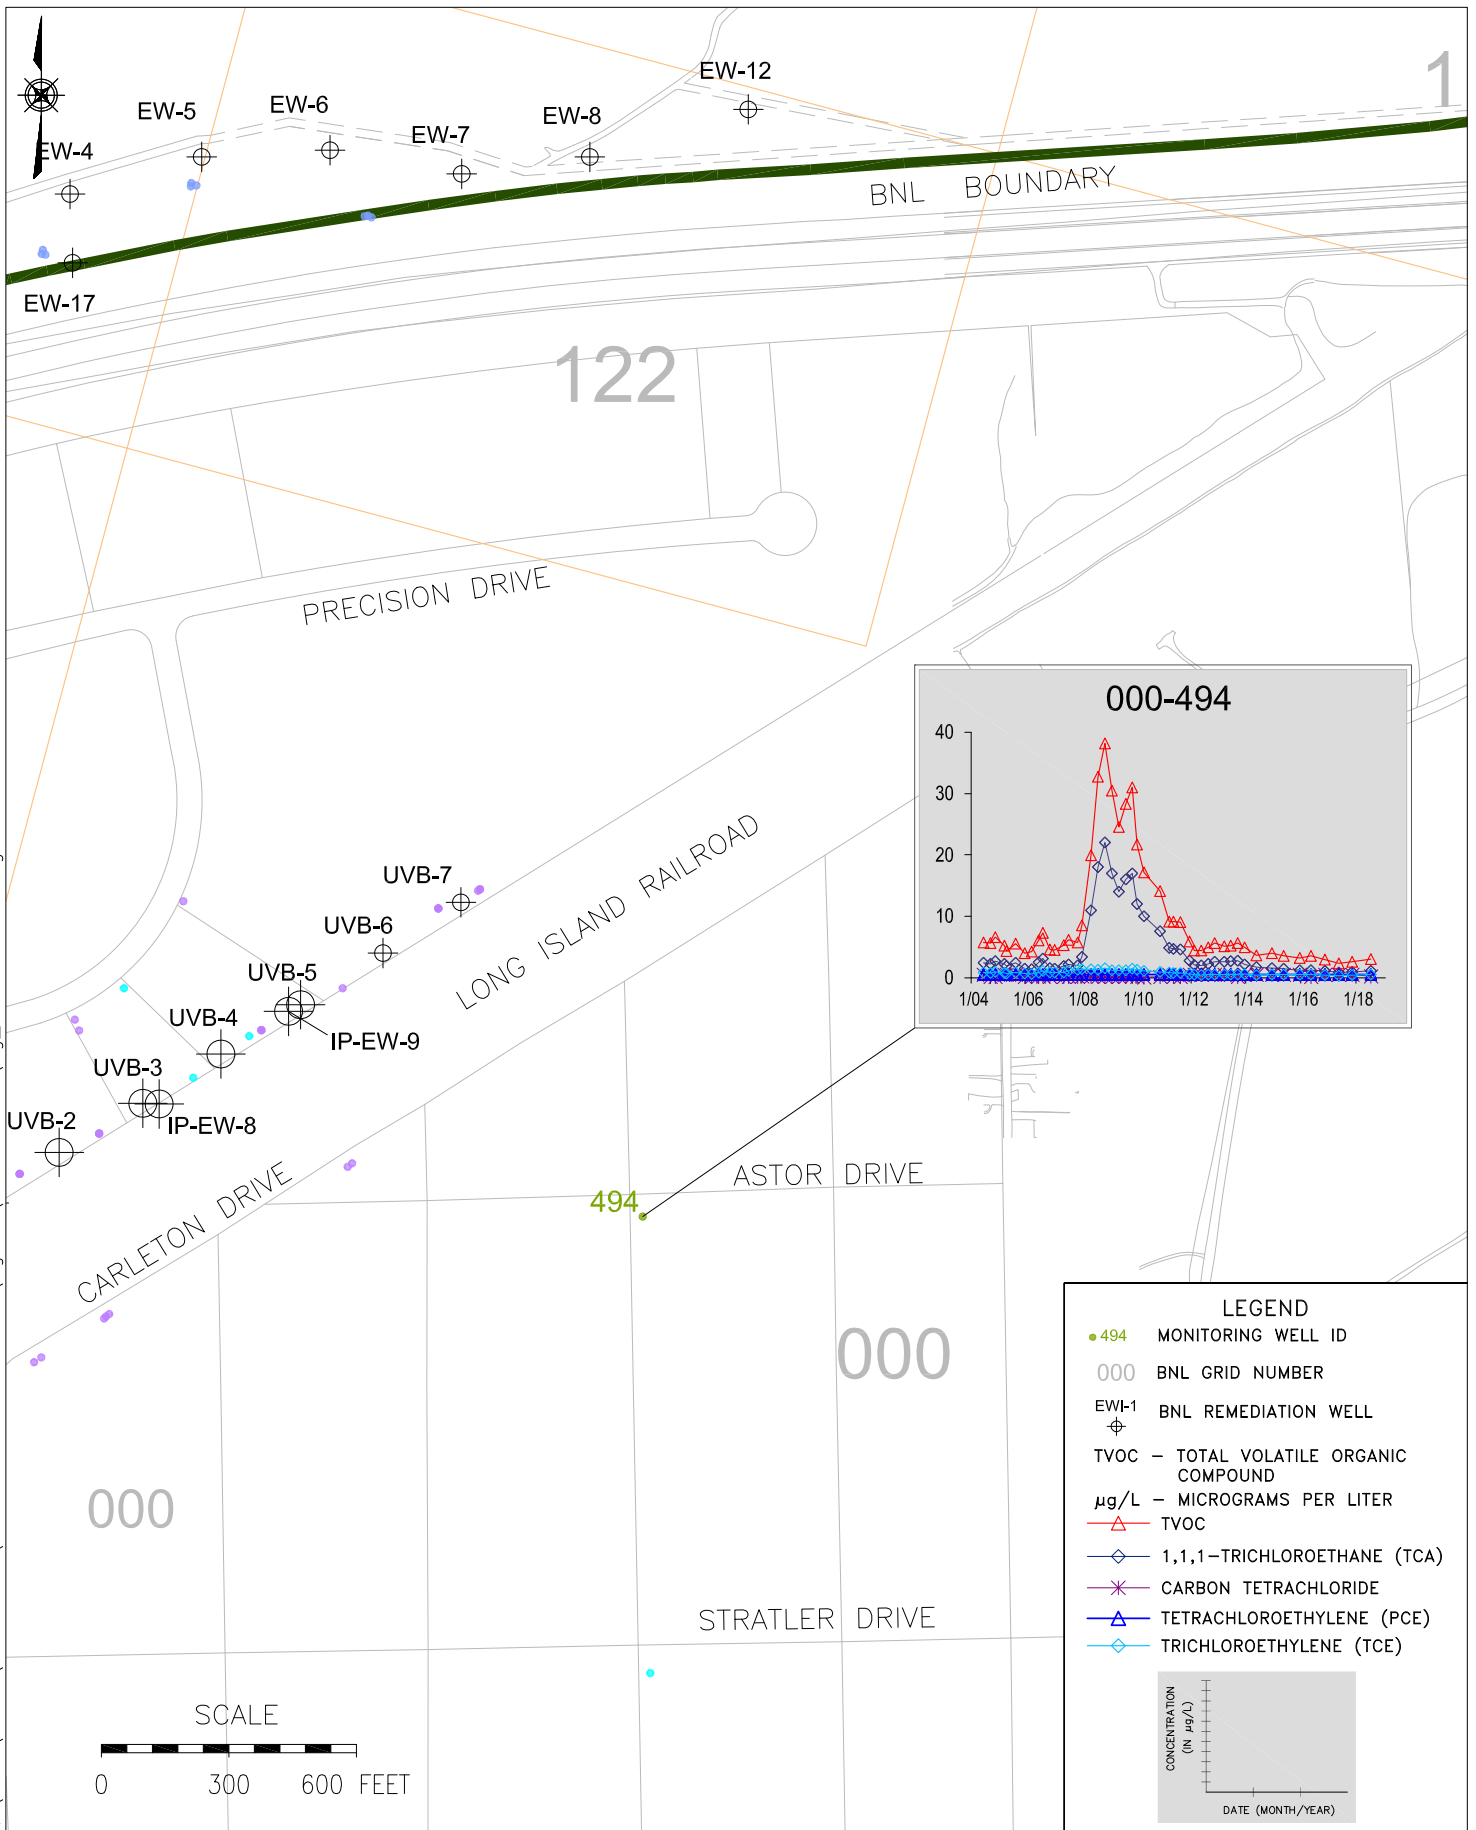 EW-12
1
EW-5
EW-6
EW-8
EW-7
EW-4
BNL BOUNDARY
EW-17
122
PRECISION DRIVE
000-494
40
30
20
10
0
1/04 1/06 1/08 1/10 1/12 1/14 1/16 1/18
LONG ISLAND RAILROAD
UVB-7
UVB-6
UVB-5
UVB-4
IP-EW-9
UVB-3
UVB-2
IP-EW-8
ASTOR DRIVE
494
CARLETON DRIVE
000
000
STRATLER DRIVE
SCALE
0 300 600 FEET
LEGEND
494 MONITORING WELL ID
000 BNL GRID NUMBER
EWI-1 BNL REMEDIATION WELL
TVOC – TOTAL VOLATILE ORGANIC
COMPOUND
µg/L – MICROGRAMS PER LITER
TVOC
1,1,1-TRICHLOROETHANE (TCA)
CARBON TETRACHLORIDE
TETRACHLOROETHYLENE (PCE)
TRICHLOROETHYLENE (TCE)
CONCENTRATION
(IN µg/L)
DATE (MONTH/YEAR)